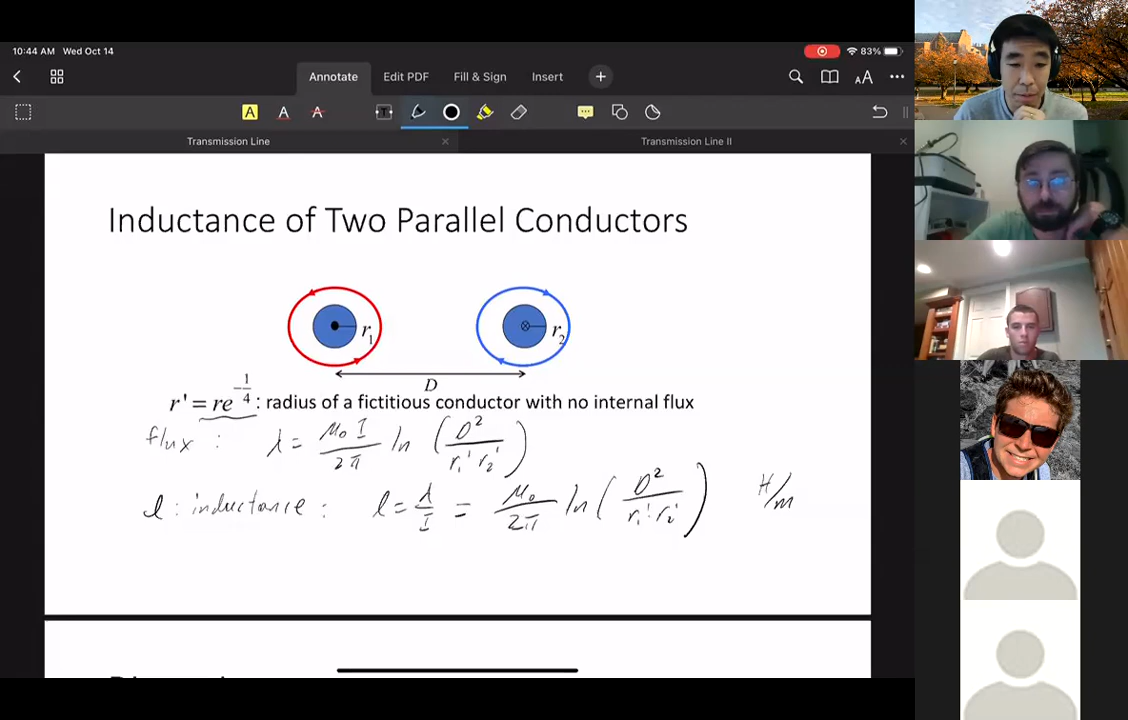 10:44 AM Wed Oct 14
83%
Annotate Edit PDF Fill & Sign Insert
AA
A A A T
Transmission Line
Transmission Line II
Inductance of Two Parallel Conductors
r₁ r₂
D
r' = re^(-1/4) : radius of a fictitious conductor with no internal flux
flux : λ = μ₀ I / 2π ln (D² / r₁' r₂')
l : inductance : l = λ/I = μ₀ / 2π ln (D² / r₁' r₂') H/m